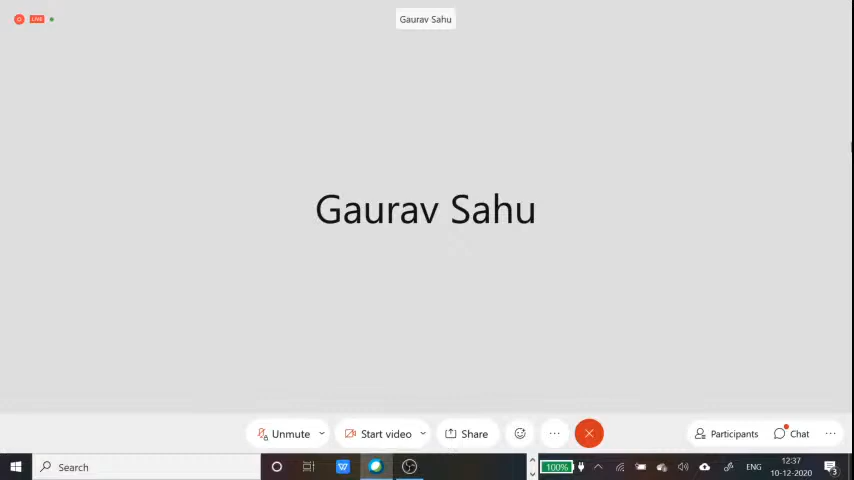 LIVE
Gaurav Sahu
Gaurav Sahu
Unmute
Start video
Share
Participants
Chat
Search
W
100%
ENG
12:37
10-12-2020
3